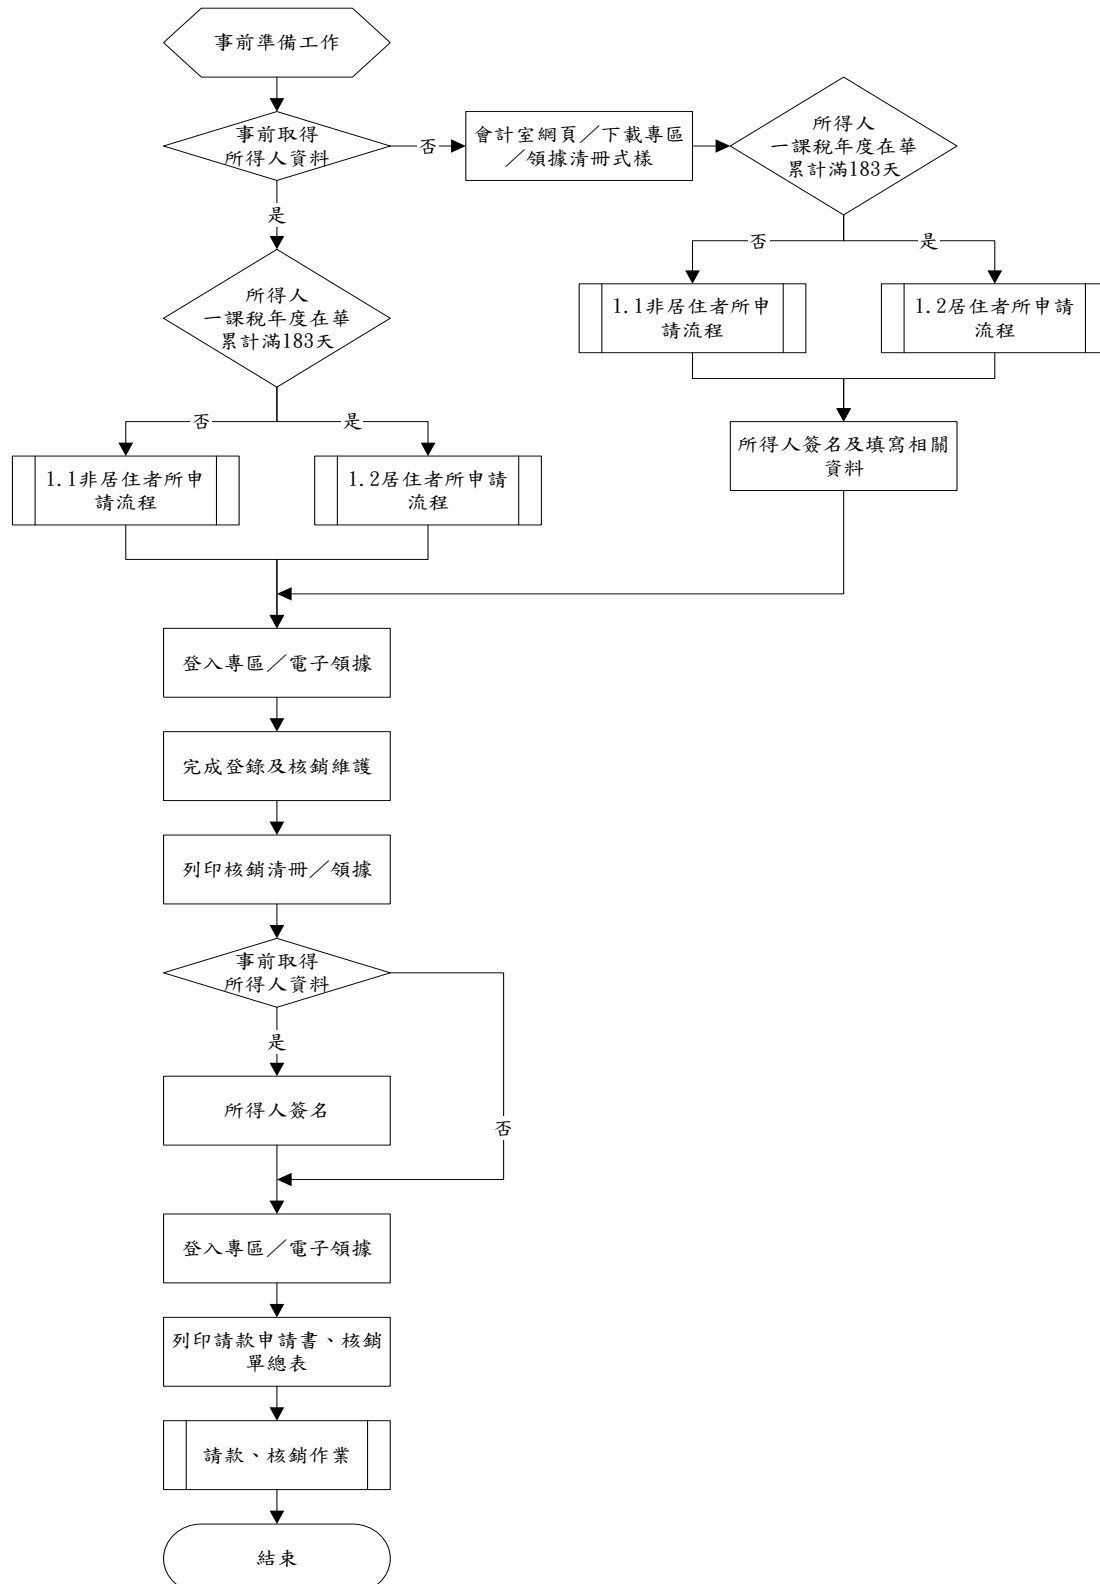 事前準備工作
事前取得
所得人資料
否
會計室網頁／下載專區
／領據清冊式樣
所得人
一課稅年度在華
累計滿183天
是
否
是
所得人
一課稅年度在華
累計滿183天
1.1非居住者所申
請流程
1.2居住者所申請
流程
否
是
所得人簽名及填寫相關
資料
1.1非居住者所申
請流程
1.2居住者所申請
流程
登入專區／電子領據
完成登錄及核銷維護
列印核銷清冊／領據
事前取得
所得人資料
是
所得人簽名
否
登入專區／電子領據
列印請款申請書、核銷
單總表
請款、核銷作業
結束